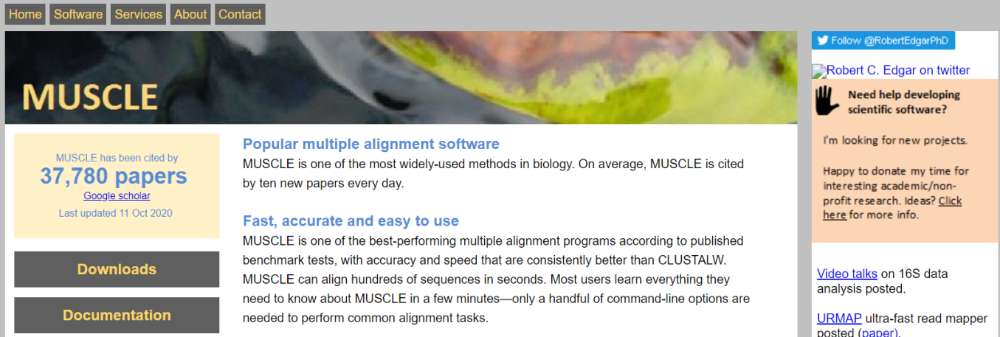 Home Software Services About Contact
MUSCLE
MUSCLE has been cited by
37,780 papers
Google scholar
Last updated 11 Oct 2020
Downloads
Documentation
Popular multiple alignment software
MUSCLE is one of the most widely-used methods in biology. On average, MUSCLE is cited
by ten new papers every day.
Fast, accurate and easy to use
MUSCLE is one of the best-performing multiple alignment programs according to published
benchmark tests, with accuracy and speed that are consistently better than CLUSTALW.
MUSCLE can align hundreds of sequences in seconds. Most users learn everything they
need to know about MUSCLE in a few minutes—only a handful of command-line options are
needed to perform common alignment tasks.
Follow @RobertEdgarPhD
Robert C. Edgar on twitter
Need help developing
scientific software?
I'm looking for new projects.
Happy to donate my time for
interesting academic/non-
profit research. Ideas? Click
here for more info.
Video talks on 16S data
analysis posted.
URMAP ultra-fast read mapper
posted (paper).